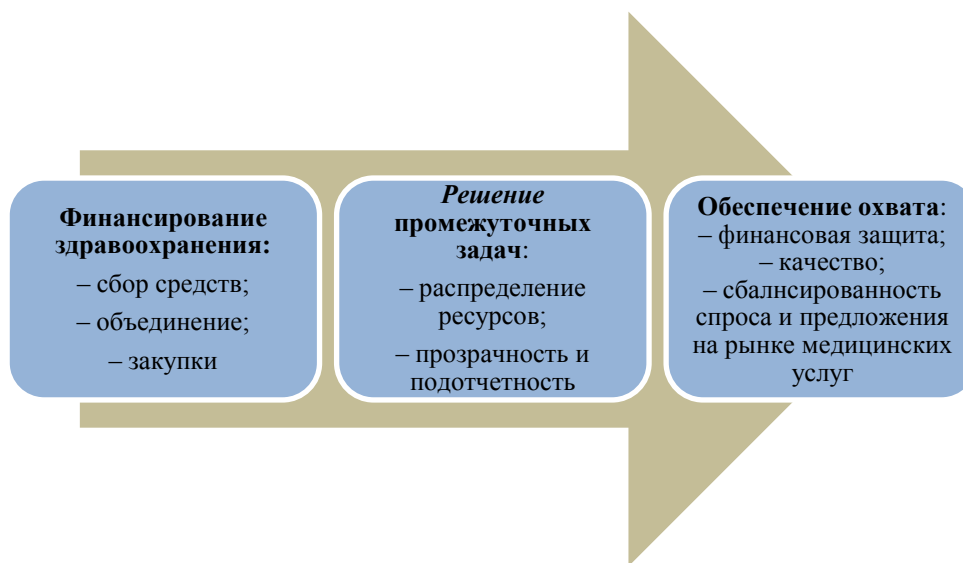 Финансирование
здравоохранения:
– сбор средств;
– объединение;
– закупки
Решение
промежуточных
задач:
– распределение
ресурсов;
– прозрачность и
подотчетность
Обеспечение охвата:
– финансовая защита;
– качество;
– сбалнсированность
спроса и предложения
на рынке медицинских
услуг